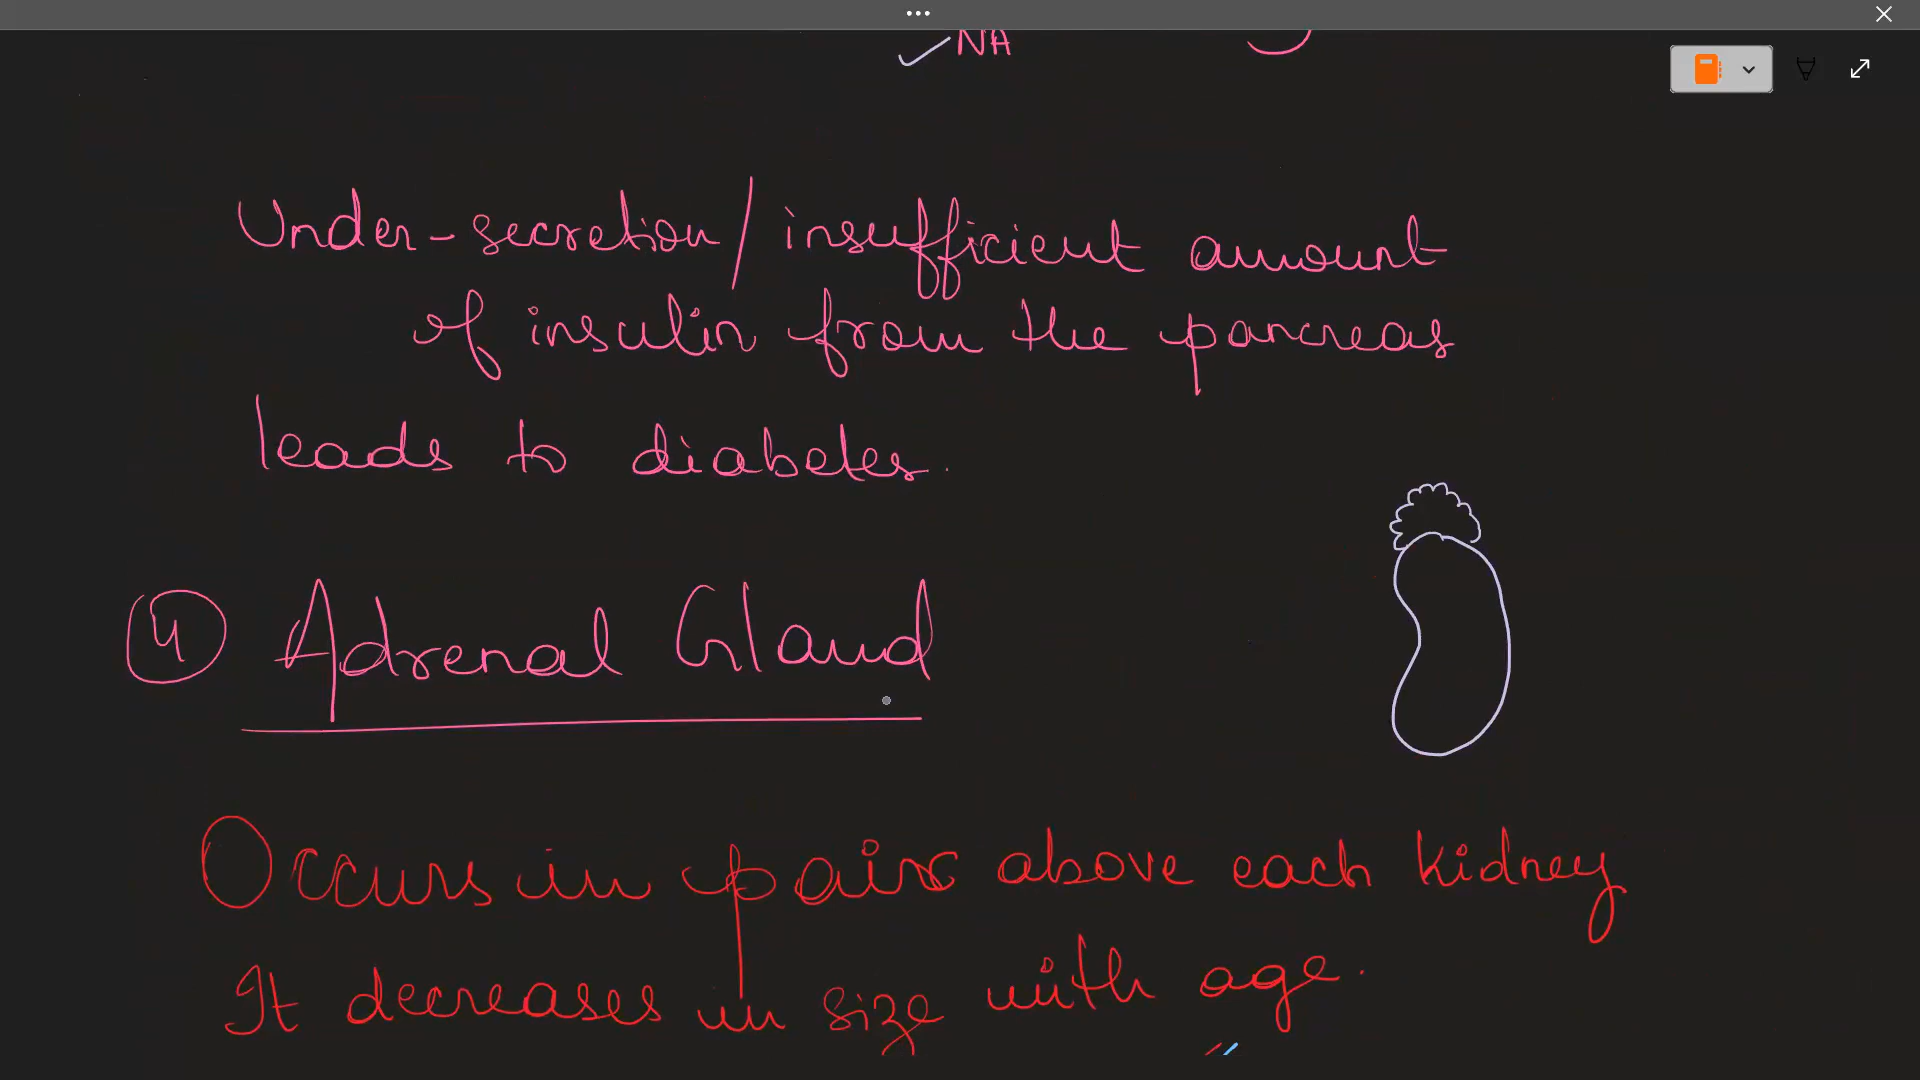 NA
Under-secretion/insufficient amount
of insulin from the pancreas
leads to diabetes.
4 Adrenal Gland
Occurs in pairs above each kidney
It decreases in size with age.